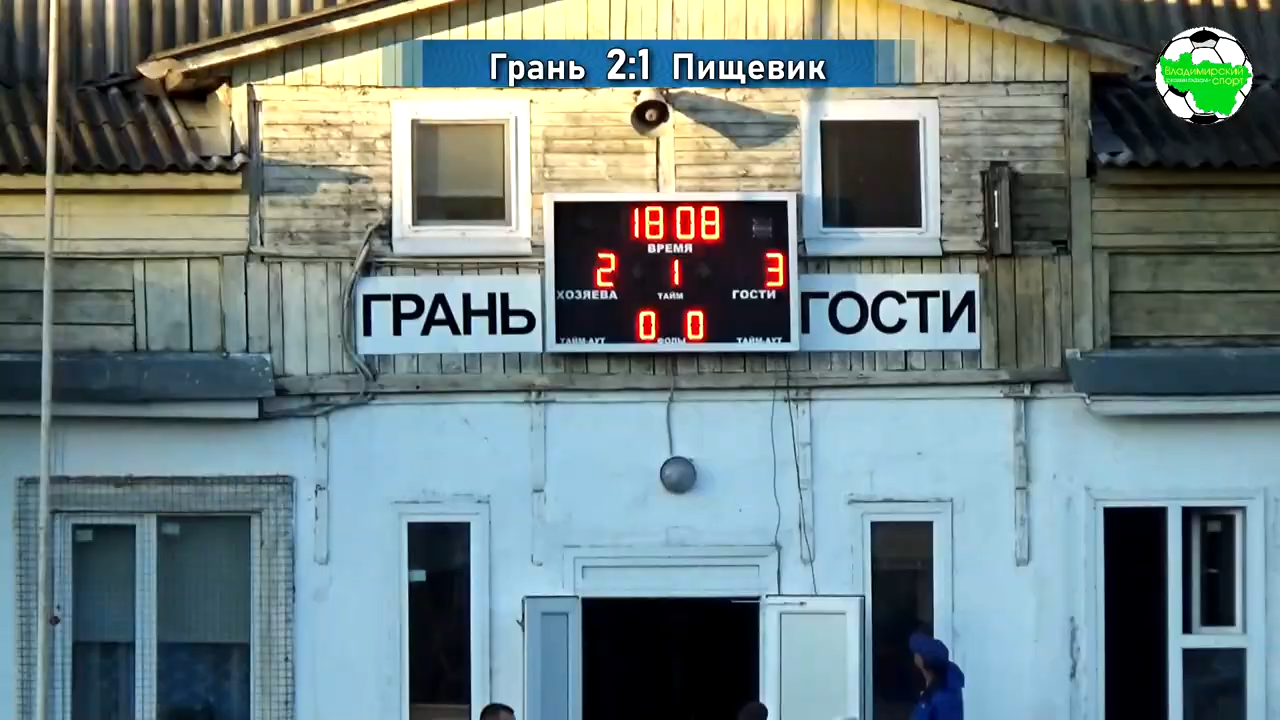 Грань 2:1 Пищевик
Владимирский
спорт
18 08
ВРЕМЯ
2 1 3
ХОЗЯЕВА ТАЙМ ГОСТИ
ГРАНЬ
ГОСТИ
0 0
ТАЙМ-АУТ ФОЛЫ ТАЙМ-АУТ